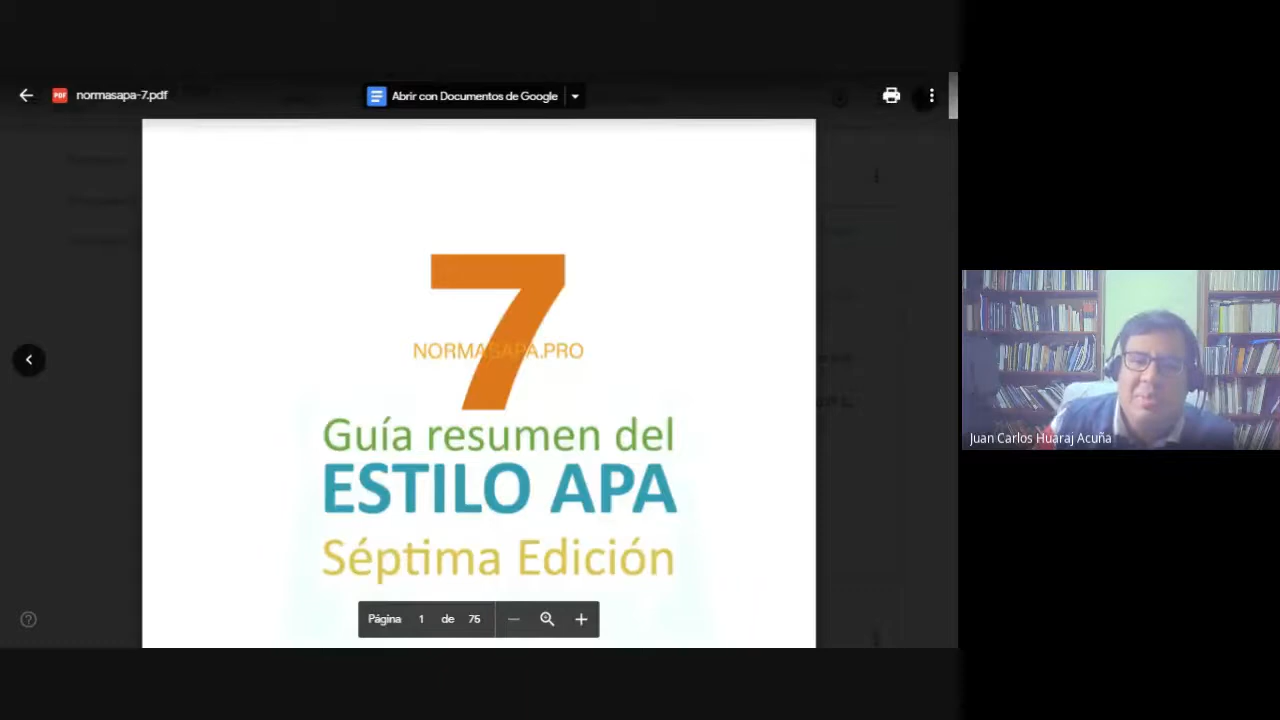 PDF normasapa-7.pdf
Abrir con Documentos de Google
7
NORMASAPA.PRO
Guía resumen del
ESTILO APA
Séptima Edición
Página 1 de 75
Juan Carlos Huaraj Acuña